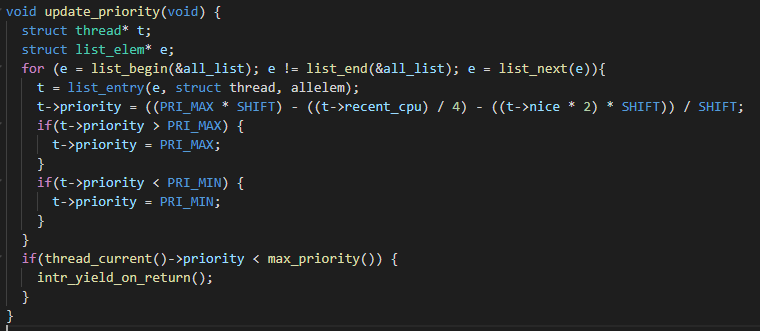 void update_priority(void) {
  struct thread* t;
  struct list_elem* e;
  for (e = list_begin(&all_list); e != list_end(&all_list); e = list_next(e)){
    t = list_entry(e, struct thread, allelem);
    t->priority = ((PRI_MAX * SHIFT) - ((t->recent_cpu) / 4) - ((t->nice * 2) * SHIFT)) / SHIFT;
    if(t->priority > PRI_MAX) {
      t->priority = PRI_MAX;
    }
    if(t->priority < PRI_MIN) {
      t->priority = PRI_MIN;
    }
  }
  if(thread_current()->priority < max_priority()) {
    intr_yield_on_return();
  }
}